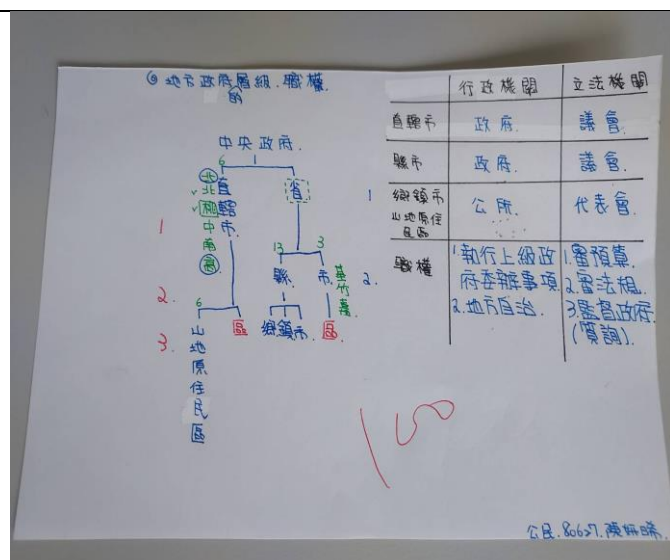 ◎地方政府的層級.職權.
中央政府.
6
直轄市
北
北
桃
中
南
高
省
1
2.
3.
13
縣
3
市
基竹嘉
6
山地原住民區
區
鄉鎮市
區
1
2.
行政機關 立法機關
直轄市 政府. 議會.
縣市 政府. 議會.
鄉鎮市
山地原住
民區
公所. 代表會.
職權
1.執行上級政
府委辦事項
2.地方自治.
1.審預算.
2.審法規.
3.監督政府.
(質詢).
100
公民.80627.陳